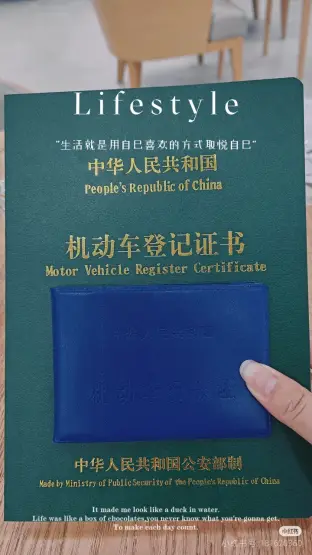 Lifestyle
"生活就是用自己喜欢的方式取悦自己"
中华人民共和国
People's Republic of China
机动车登记证书
Motor Vehicle Register Certificate
中华人民共和国公安部制
Made by Ministry of Public Security of the People's Republic of China
It made me look like a duck in water.
Life was like a box of chocolates,you never know what you're gonna get.
To make each day count
小红书